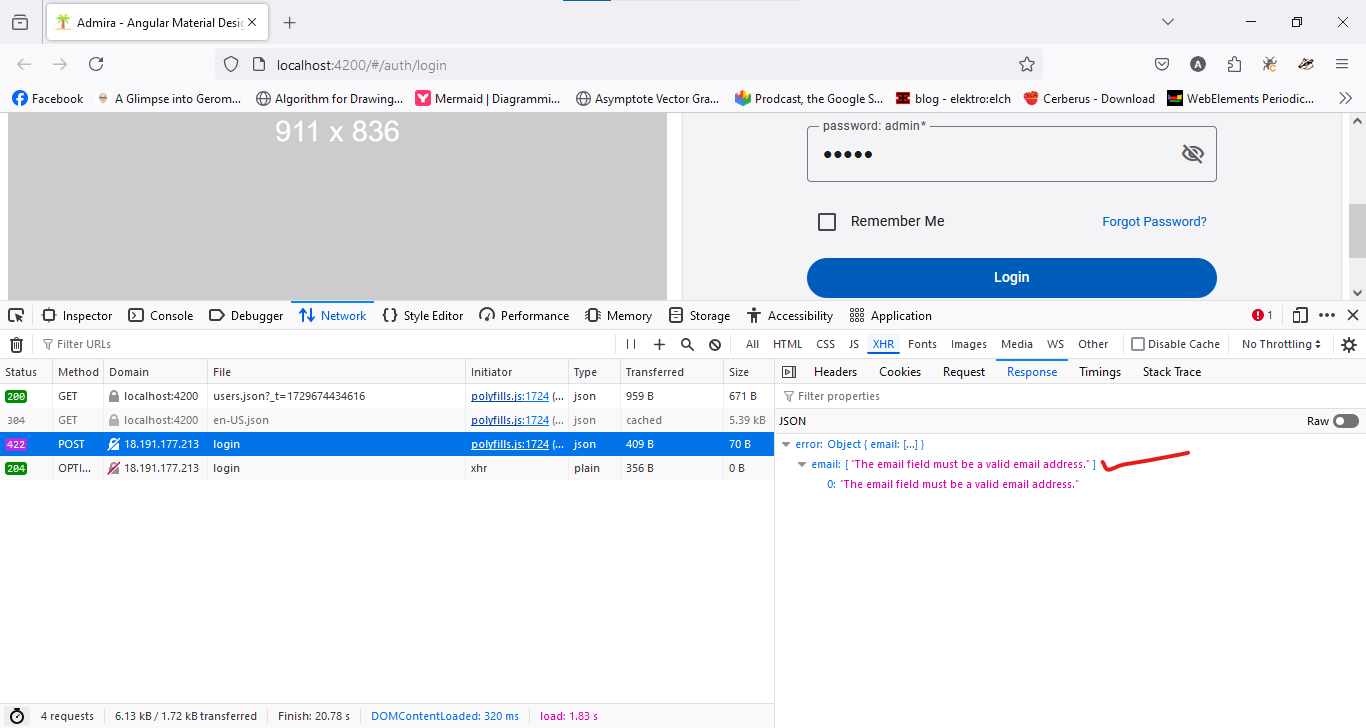 Admira - Angular Material Desig
localhost:4200/#/auth/login
Facebook A Glimpse into Gerom... Algorithm for Drawing... Mermaid | Diagrammi... Asymptote Vector Gra... Prodcast, the Google S... blog - elektro:elch Cerberus - Download WebElements Periodic...
911 x 836
password: admin*
Remember Me Forgot Password?
Login
Inspector Console Debugger Network Style Editor Performance Memory Storage Accessibility Application 1
Filter URLs All HTML CSS JS XHR Fonts Images Media WS Other Disable Cache No Throttling
Status Method Domain File Initiator Type Transferred Size Headers Cookies Request Response Timings Stack Trace
200 GET localhost:4200 users.json?_t=1729674434616 polyfills.js:1724 (... json 959 B 671 B Filter properties
304 GET localhost:4200 en-US.json polyfills.js:1724 (... json cached 5.39 kB JSON Raw
422 POST 18.191.177.213 login polyfills.js:1724 (... json 409 B 70 B error: Object { email: [...] }
204 OPTI... 18.191.177.213 login xhr plain 356 B 0 B email: [ "The email field must be a valid email address." ]
0: "The email field must be a valid email address."
4 requests 6.13 kB / 1.72 kB transferred Finish: 20.78 s DOMContentLoaded: 320 ms load: 1.83 s